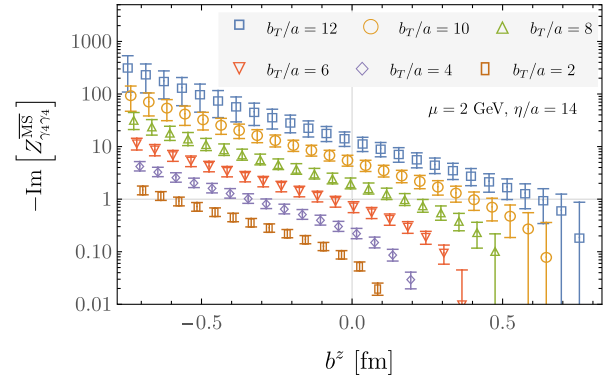 b_T/a = 12 b_T/a = 10 b_T/a = 8
b_T/a = 6 b_T/a = 4 b_T/a = 2
μ = 2 GeV, η/a = 14
−Im [Z^{\overline{MS}}_{γ_4γ_4}]
1000
100
10
1
0.10
0.01
−0.5 0.0 0.5
b^z [fm]